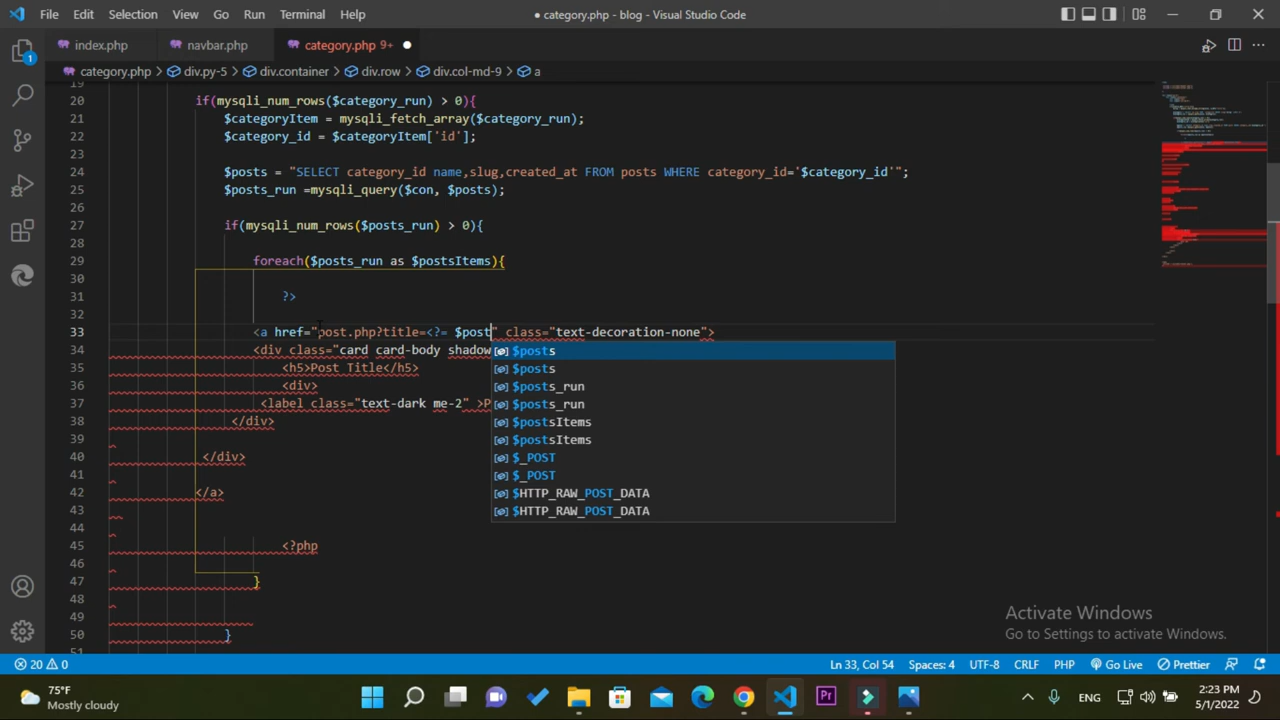 File Edit Selection View Go Run Terminal Help ● category.php - blog - Visual Studio Code
index.php navbar.php category.php 9+ ●
category.php > div.py-5 > div.container > div.row > div.col-md-9 > a
1
19
20 if(mysqli_num_rows($category_run) > 0){
21 $categoryItem = mysqli_fetch_array($category_run);
22 $category_id = $categoryItem['id'];
23
24 $posts = "SELECT category_id name,slug,created_at FROM posts WHERE category_id='$category_id'";
25 $posts_run =mysqli_query($con, $posts);
26
27 if(mysqli_num_rows($posts_run) > 0){
28
29 foreach($posts_run as $postsItems){
30
31 ?>
32
33 <a href="post.php?title=<?= $post" class="text-decoration-none">
34 <div class="card card-body shadow
$posts
35 <h5>Post Title</h5>
$posts
36 <div>
$posts_run
37 <label class="text-dark me-2" >P
$posts_run
38 </div>
$postsItems
39
$postsItems
40 </div>
$_POST
41
$_POST
42 </a>
$HTTP_RAW_POST_DATA
43
$HTTP_RAW_POST_DATA
44
45 <?php
46
47 }
48
49
50 }
51
Activate Windows
Go to Settings to activate Windows.
20 0 Ln 33, Col 54 Spaces: 4 UTF-8 CRLF PHP Go Live Prettier
75°F
Mostly cloudy
Pr
ENG
2:23 PM
5/1/2022